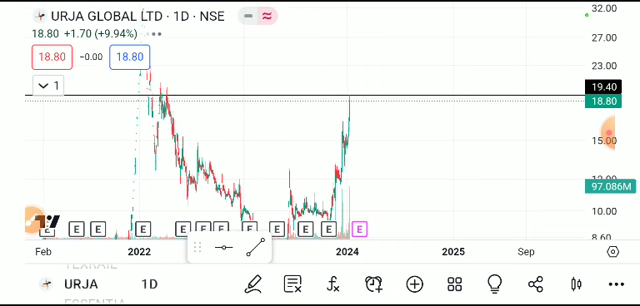 URJA GLOBAL LTD · 1D · NSE
18.80 +1.70 (+9.94%)
18.80 −0.00 18.80
1
32.00
27.00
23.00
19.40
18.80
15.00
12.00
10.00
8.60
97.086M
E E E E E E E E E E E E E
Feb 2022 2024 2025 Sep
TEXRAIL
URJA 1D
ESSENTIA